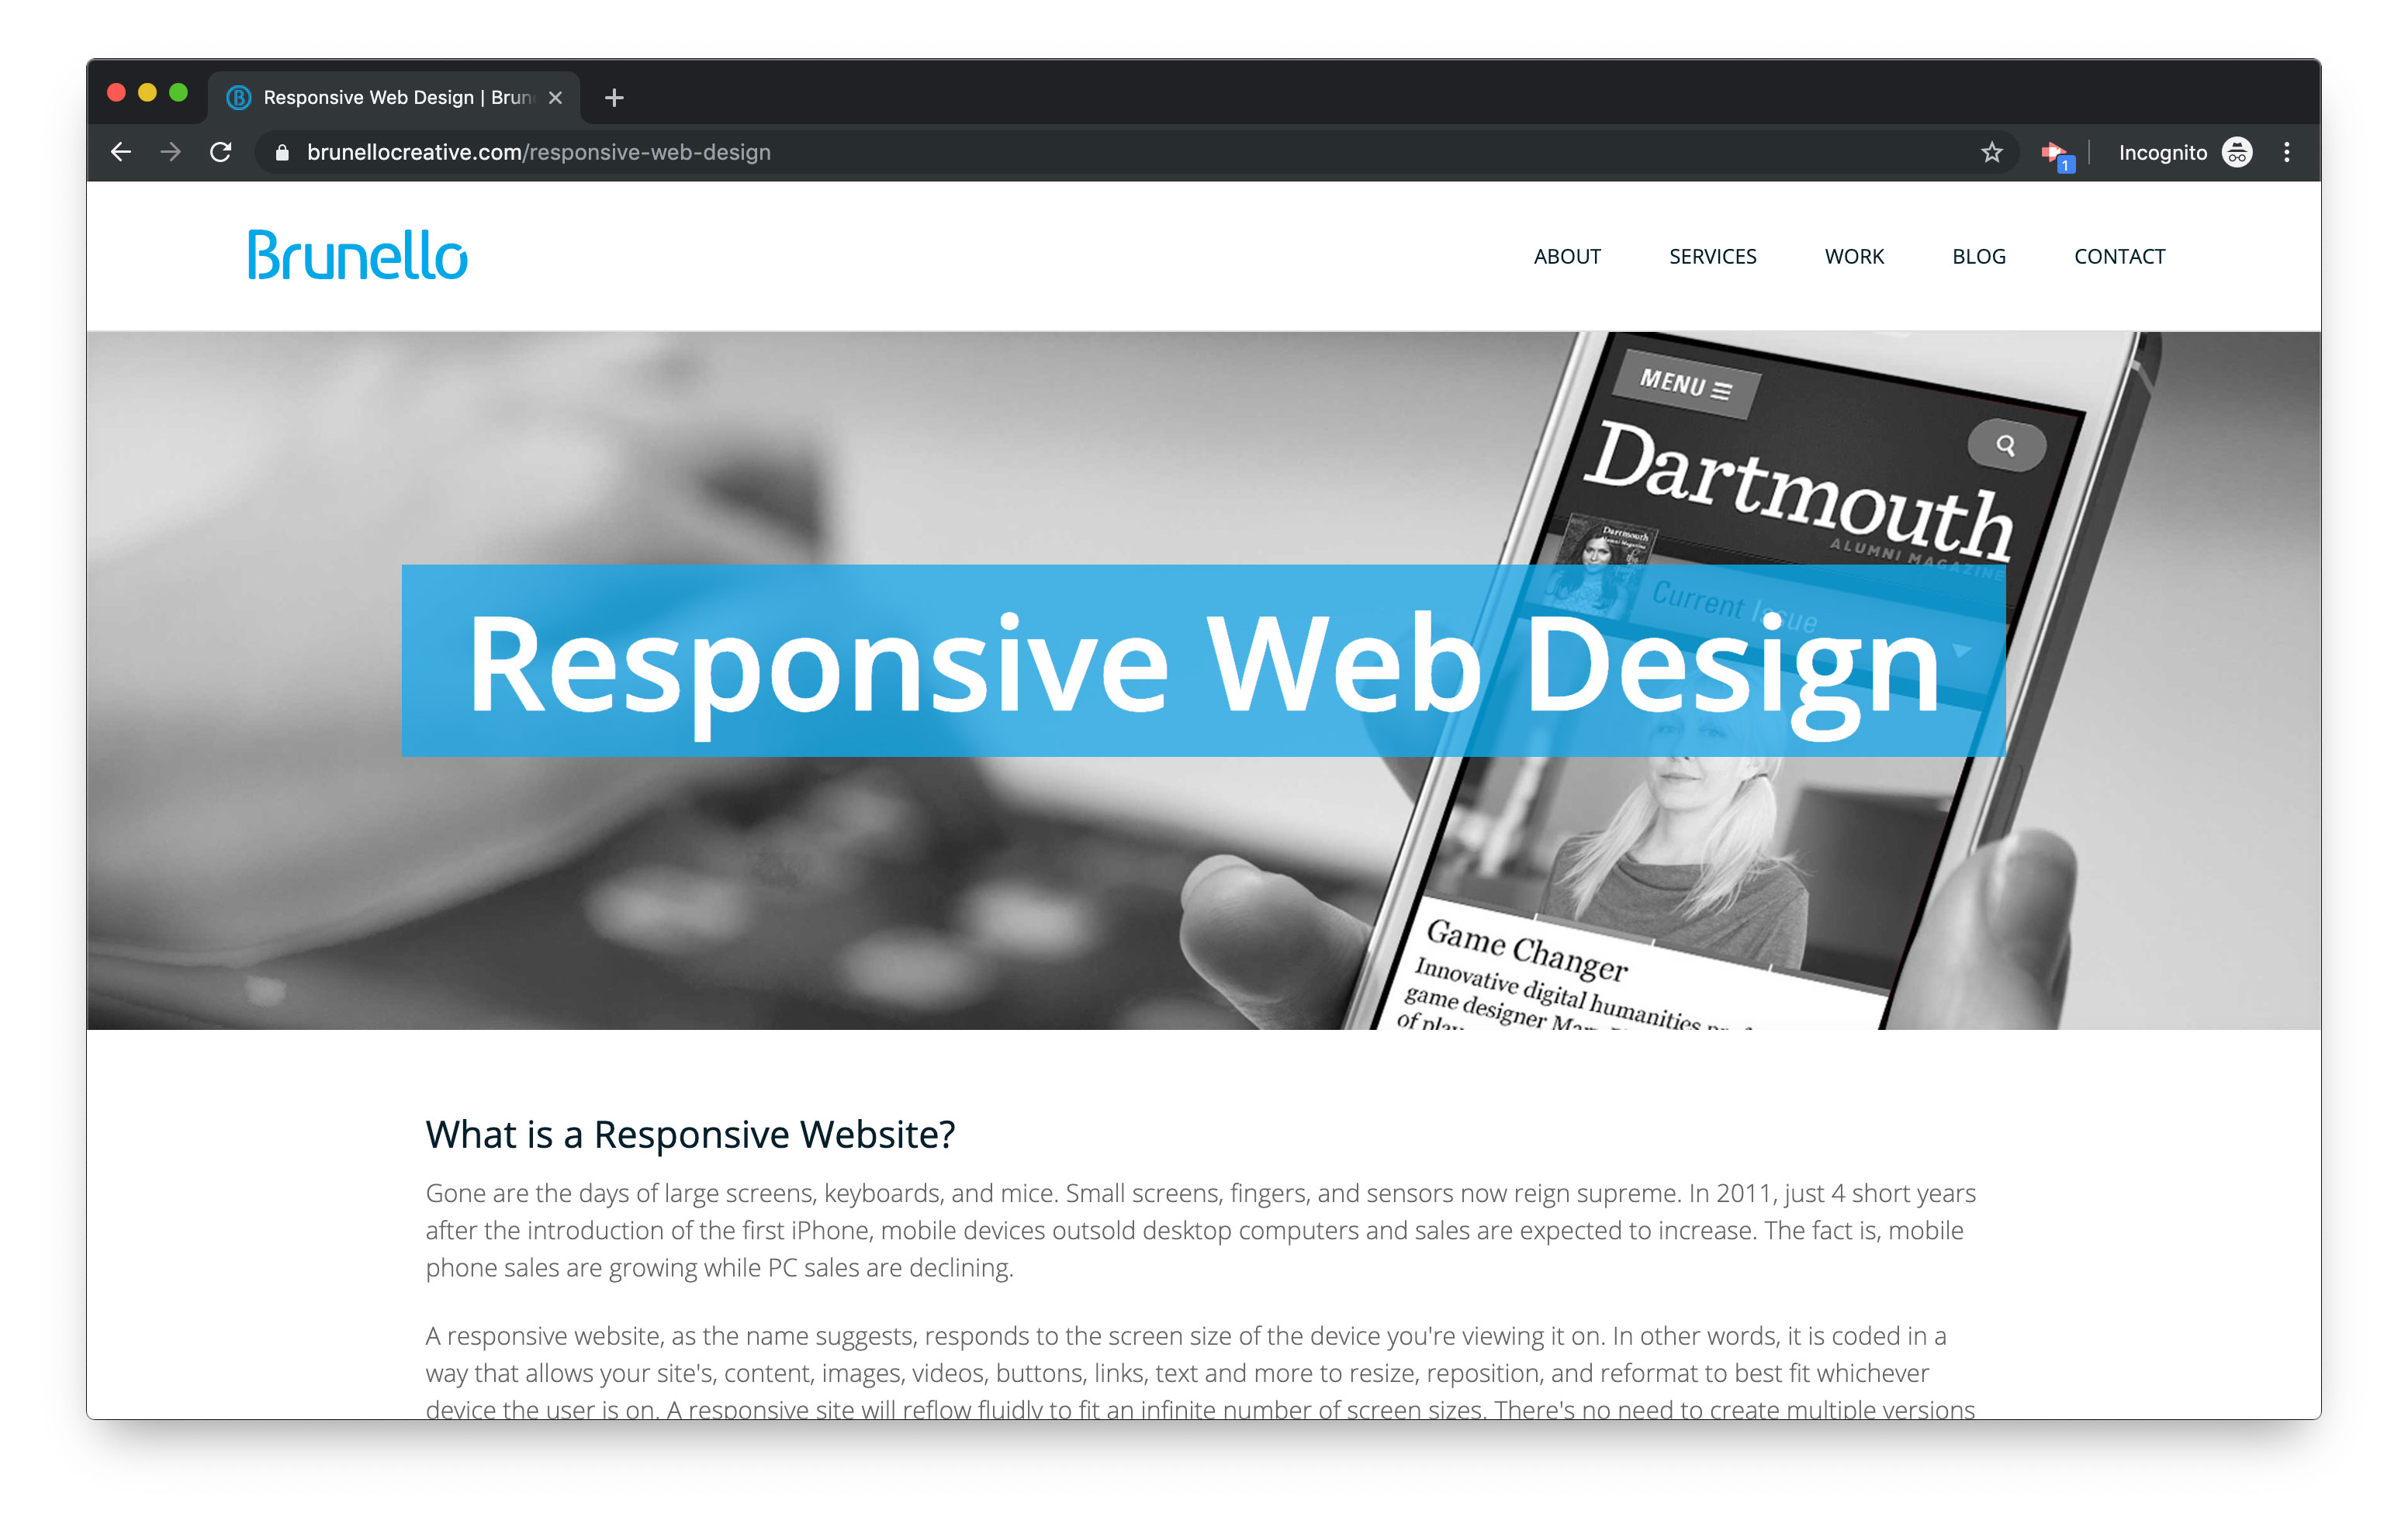 Responsive Web Design | Brun
brunellocreative.com/responsive-web-design
1
Incognito
Brunello
ABOUT
SERVICES
WORK
BLOG
CONTACT
MENU
Dartmouth
ALUMNI MAGAZINE
Dartmouth
Alumni Magazine
Current Issue
Responsive Web Design
Game Changer
Innovative digital humanities
game designer
of
What is a Responsive Website?
Gone are the days of large screens, keyboards, and mice. Small screens, fingers, and sensors now reign supreme. In 2011, just 4 short years
after the introduction of the first iPhone, mobile devices outsold desktop computers and sales are expected to increase. The fact is, mobile
phone sales are growing while PC sales are declining.
A responsive website, as the name suggests, responds to the screen size of the device you're viewing it on. In other words, it is coded in a
way that allows your site's, content, images, videos, buttons, links, text and more to resize, reposition, and reformat to best fit whichever
device the user is on. A responsive site will reflow fluidly to fit an infinite number of screen sizes. There's no need to create multiple versions